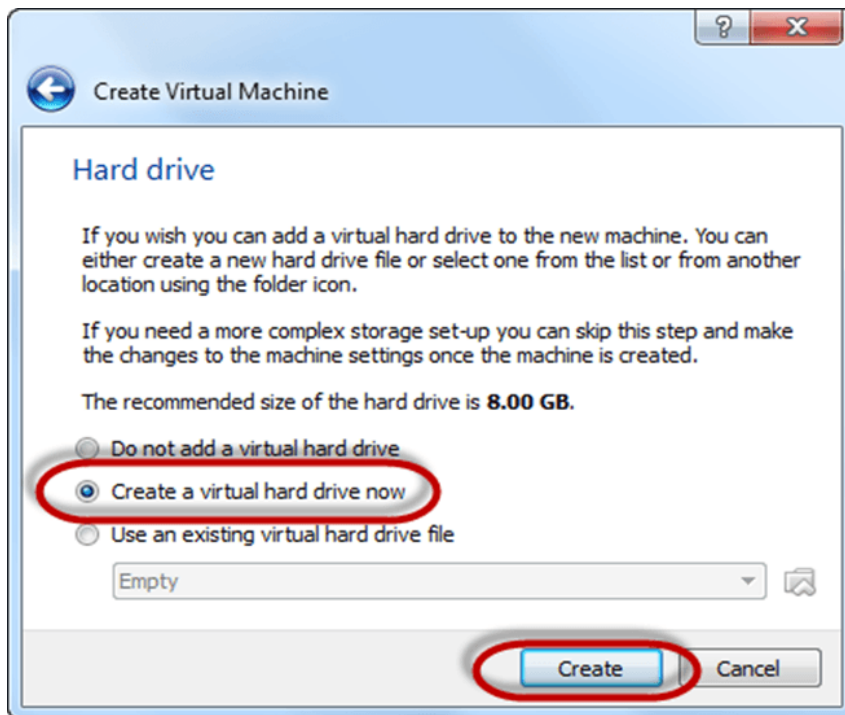 Create Virtual Machine
Hard drive
If you wish you can add a virtual hard drive to the new machine. You can
either create a new hard drive file or select one from the list or from another
location using the folder icon.
If you need a more complex storage set-up you can skip this step and make
the changes to the machine settings once the machine is created.
The recommended size of the hard drive is 8.00 GB.
Do not add a virtual hard drive
Create a virtual hard drive now
Use an existing virtual hard drive file
Empty
Create Cancel